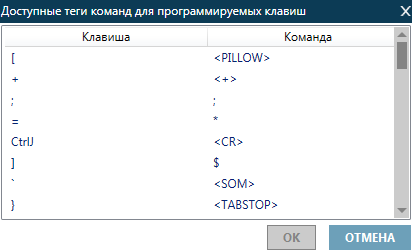 Доступные теги команд для программируемых клавиш X
Клавиша Команда
[ <PILLOW>
+ <+>
; ;
= *
CtrlJ <CR>
] $
` <SOM>
} <TABSTOP>
OK ОТМЕНА